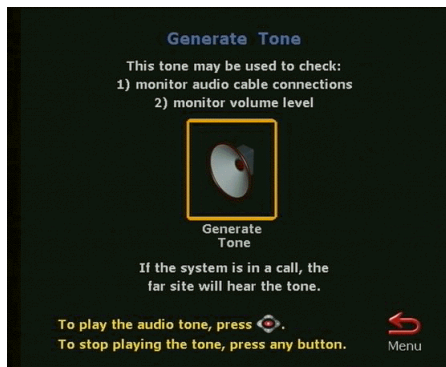 Generate Tone
This tone may be used to check:
1) monitor audio cable connections
2) monitor volume level
Generate
Tone
If the system is in a call, the
far site will hear the tone.
To play the audio tone, press .
To stop playing the tone, press any button.
Menu